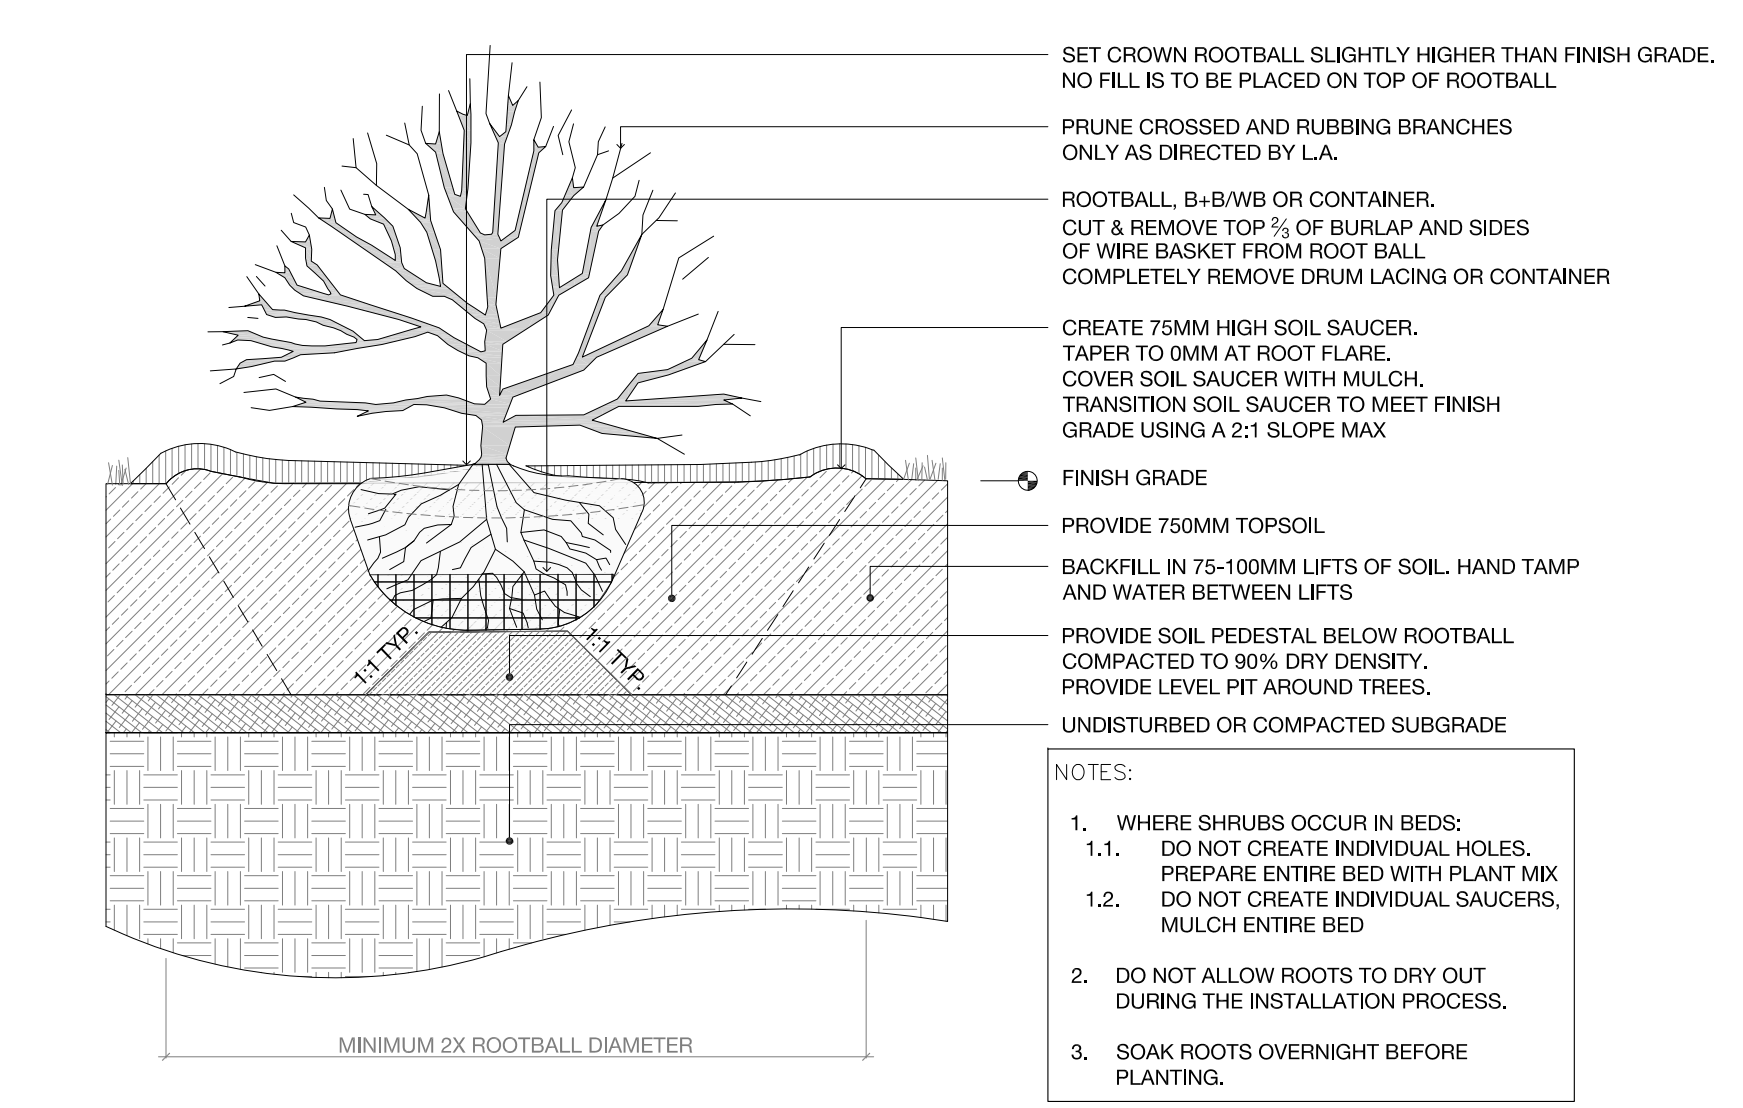 SET CROWN ROOTBALL SLIGHTLY HIGHER THAN FINISH GRADE.
NO FILL IS TO BE PLACED ON TOP OF ROOTBALL
PRUNE CROSSED AND RUBBING BRANCHES
ONLY AS DIRECTED BY L.A.
ROOTBALL, B+B/WB OR CONTAINER.
CUT & REMOVE TOP ⅔ OF BURLAP AND SIDES
OF WIRE BASKET FROM ROOT BALL
COMPLETELY REMOVE DRUM LACING OR CONTAINER
CREATE 75MM HIGH SOIL SAUCER.
TAPER TO 0MM AT ROOT FLARE.
COVER SOIL SAUCER WITH MULCH.
TRANSITION SOIL SAUCER TO MEET FINISH
GRADE USING A 2:1 SLOPE MAX
FINISH GRADE
PROVIDE 750MM TOPSOIL
BACKFILL IN 75-100MM LIFTS OF SOIL. HAND TAMP
AND WATER BETWEEN LIFTS
PROVIDE SOIL PEDESTAL BELOW ROOTBALL
COMPACTED TO 90% DRY DENSITY.
PROVIDE LEVEL PIT AROUND TREES.
UNDISTURBED OR COMPACTED SUBGRADE
1:1 TYP.
1:1 TYP.
MINIMUM 2X ROOTBALL DIAMETER
NOTES:
1. WHERE SHRUBS OCCUR IN BEDS:
1.1. DO NOT CREATE INDIVIDUAL HOLES.
PREPARE ENTIRE BED WITH PLANT MIX
1.2. DO NOT CREATE INDIVIDUAL SAUCERS,
MULCH ENTIRE BED
2. DO NOT ALLOW ROOTS TO DRY OUT
DURING THE INSTALLATION PROCESS.
3. SOAK ROOTS OVERNIGHT BEFORE
PLANTING.